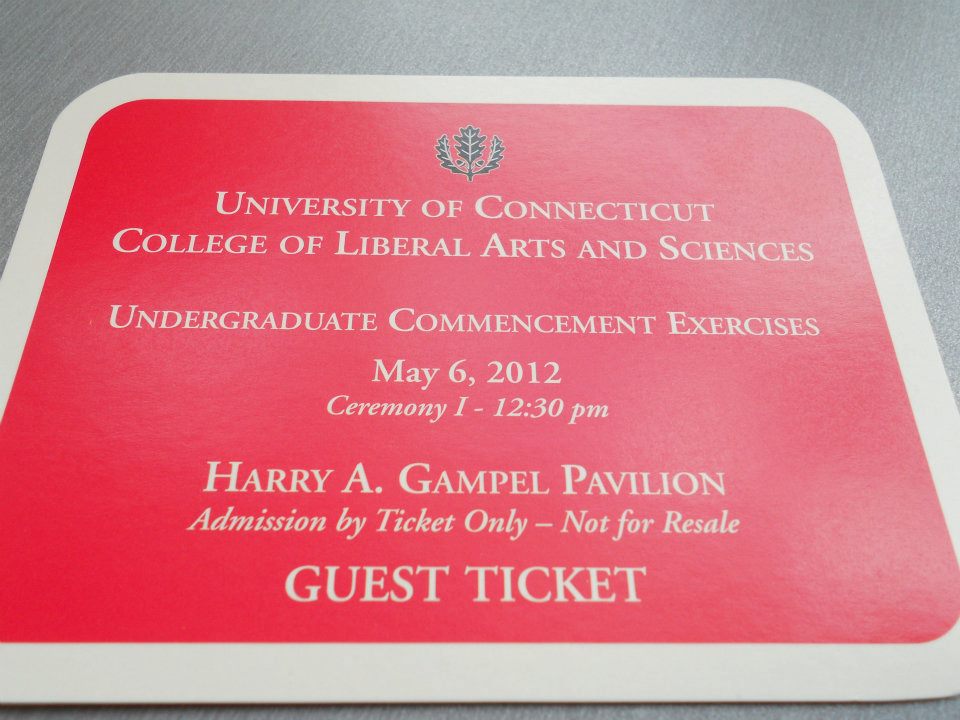 University of Connecticut
College of Liberal Arts and Sciences
Undergraduate Commencement Exercises
May 6, 2012
Ceremony I - 12:30 pm
Harry A. Gampel Pavilion
Admission by Ticket Only – Not for Resale
GUEST TICKET